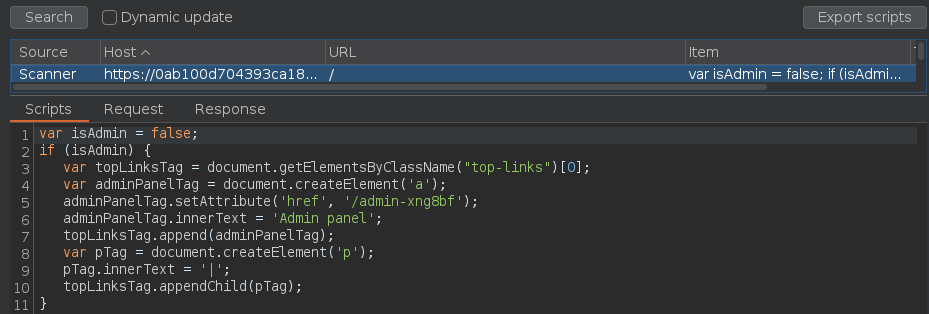 Search Dynamic update Export scripts
Source Host URL Item
Scanner https://0ab100d704393ca18... / var isAdmin = false; if (isAdmi...
Scripts Request Response
1 var isAdmin = false;
2 if (isAdmin) {
3 var topLinksTag = document.getElementsByClassName("top-links")[0];
4 var adminPanelTag = document.createElement('a');
5 adminPanelTag.setAttribute('href', '/admin-xng8bf');
6 adminPanelTag.innerText = 'Admin panel';
7 topLinksTag.append(adminPanelTag);
8 var pTag = document.createElement('p');
9 pTag.innerText = '|';
10 topLinksTag.appendChild(pTag);
11 }